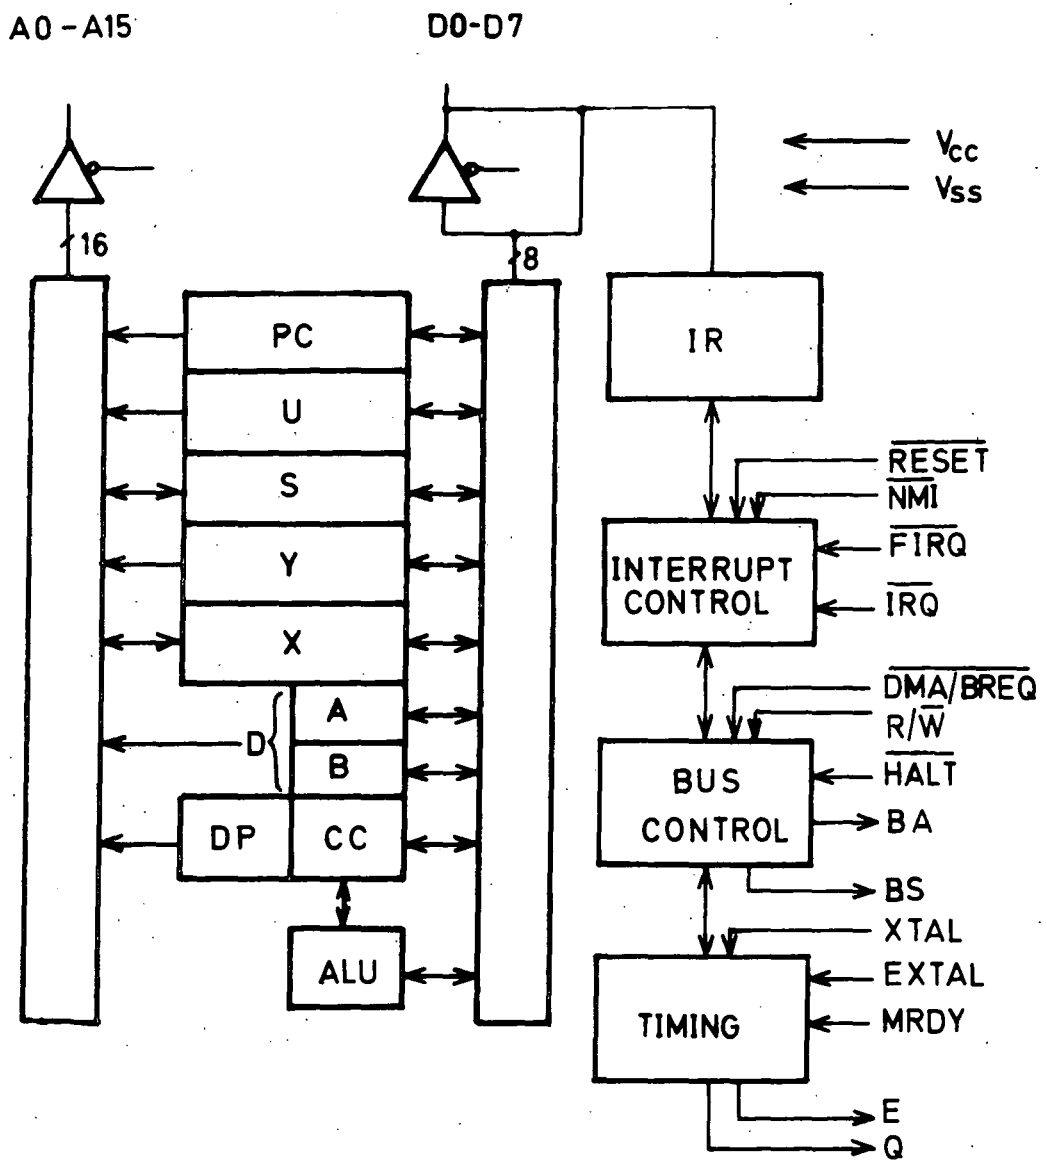 A0-A15
D0-D7
VCC
VSS
16
8
PC
IR
U
S
RESET
NMI
FIRQ
Y
INTERRUPT
CONTROL
IRQ
X
A
DMA/BREQ
R/W
D{
B
BUS
CONTROL
HALT
BA
DP
CC
BS
XTAL
ALU
EXTAL
TIMING
MRDY
E
Q